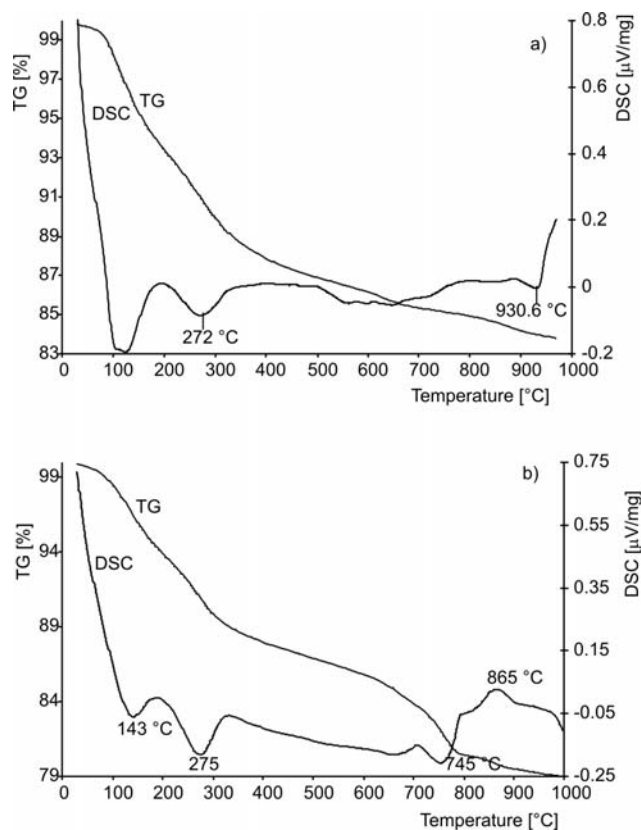 a)
TG [%]
99
97
95
93
91
89
87
85
83
DSC
TG
272 °C
930.6 °C
0.8
0.6
0.4
0.2
0
-0.2
DSC [µV/mg]
0 100 200 300 400 500 600 700 800 900 1000
Temperature [°C]
b)
TG [%]
99
94
89
84
79
TG
DSC
143 °C
275
745 °C
865 °C
0.75
0.55
0.35
0.15
-0.05
-0.25
DSC [µV/mg]
0 100 200 300 400 500 600 700 800 900 1000
Temperature [°C]